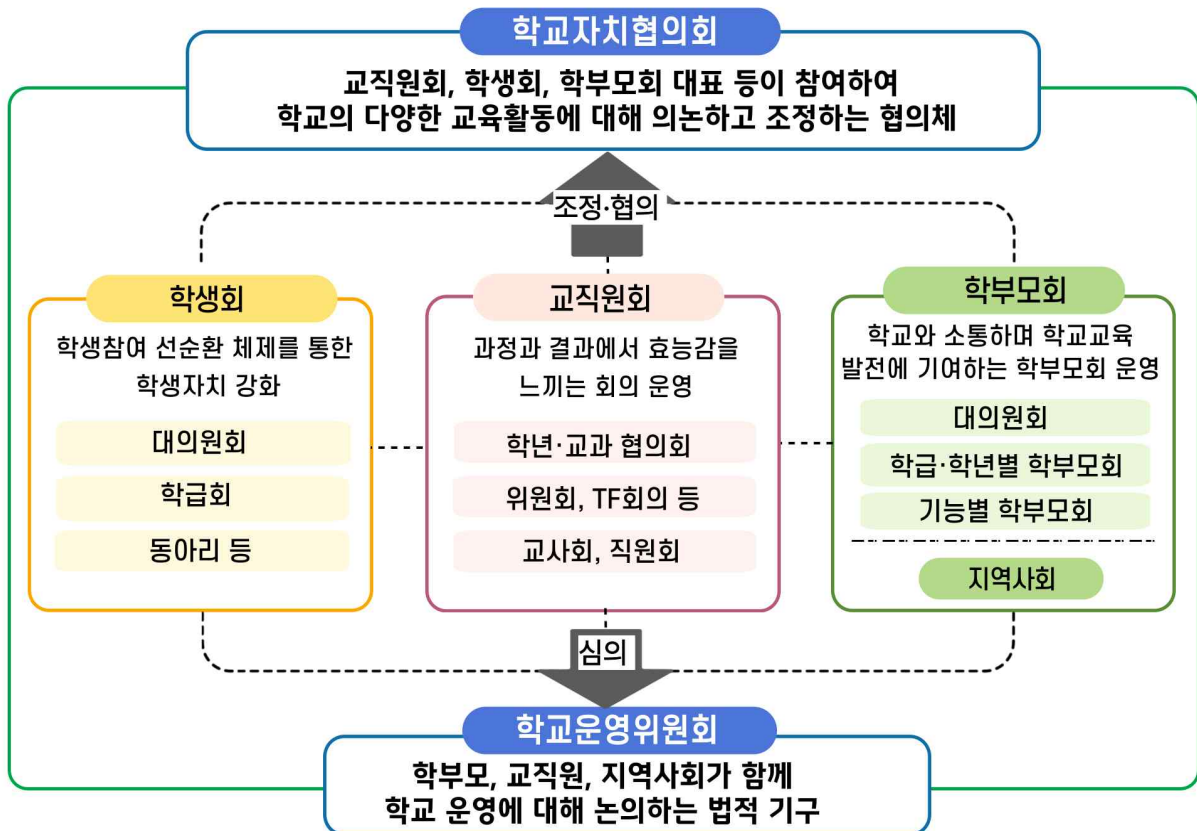 학교자치협의회
교직원회, 학생회, 학부모회 대표 등이 참여하여
학교의 다양한 교육활동에 대해 의논하고 조정하는 협의체
조정·협의
학생회
학생참여 선순환 체제를 통한
학생자치 강화
대의원회
학급회
동아리 등
교직원회
과정과 결과에서 효능감을
느끼는 회의 운영
학년·교과 협의회
위원회, TF회의 등
교사회, 직원회
학부모회
학교와 소통하며 학교교육
발전에 기여하는 학부모회 운영
대의원회
학급·학년별 학부모회
기능별 학부모회
지역사회
심의
학교운영위원회
학부모, 교직원, 지역사회가 함께
학교 운영에 대해 논의하는 법적 기구